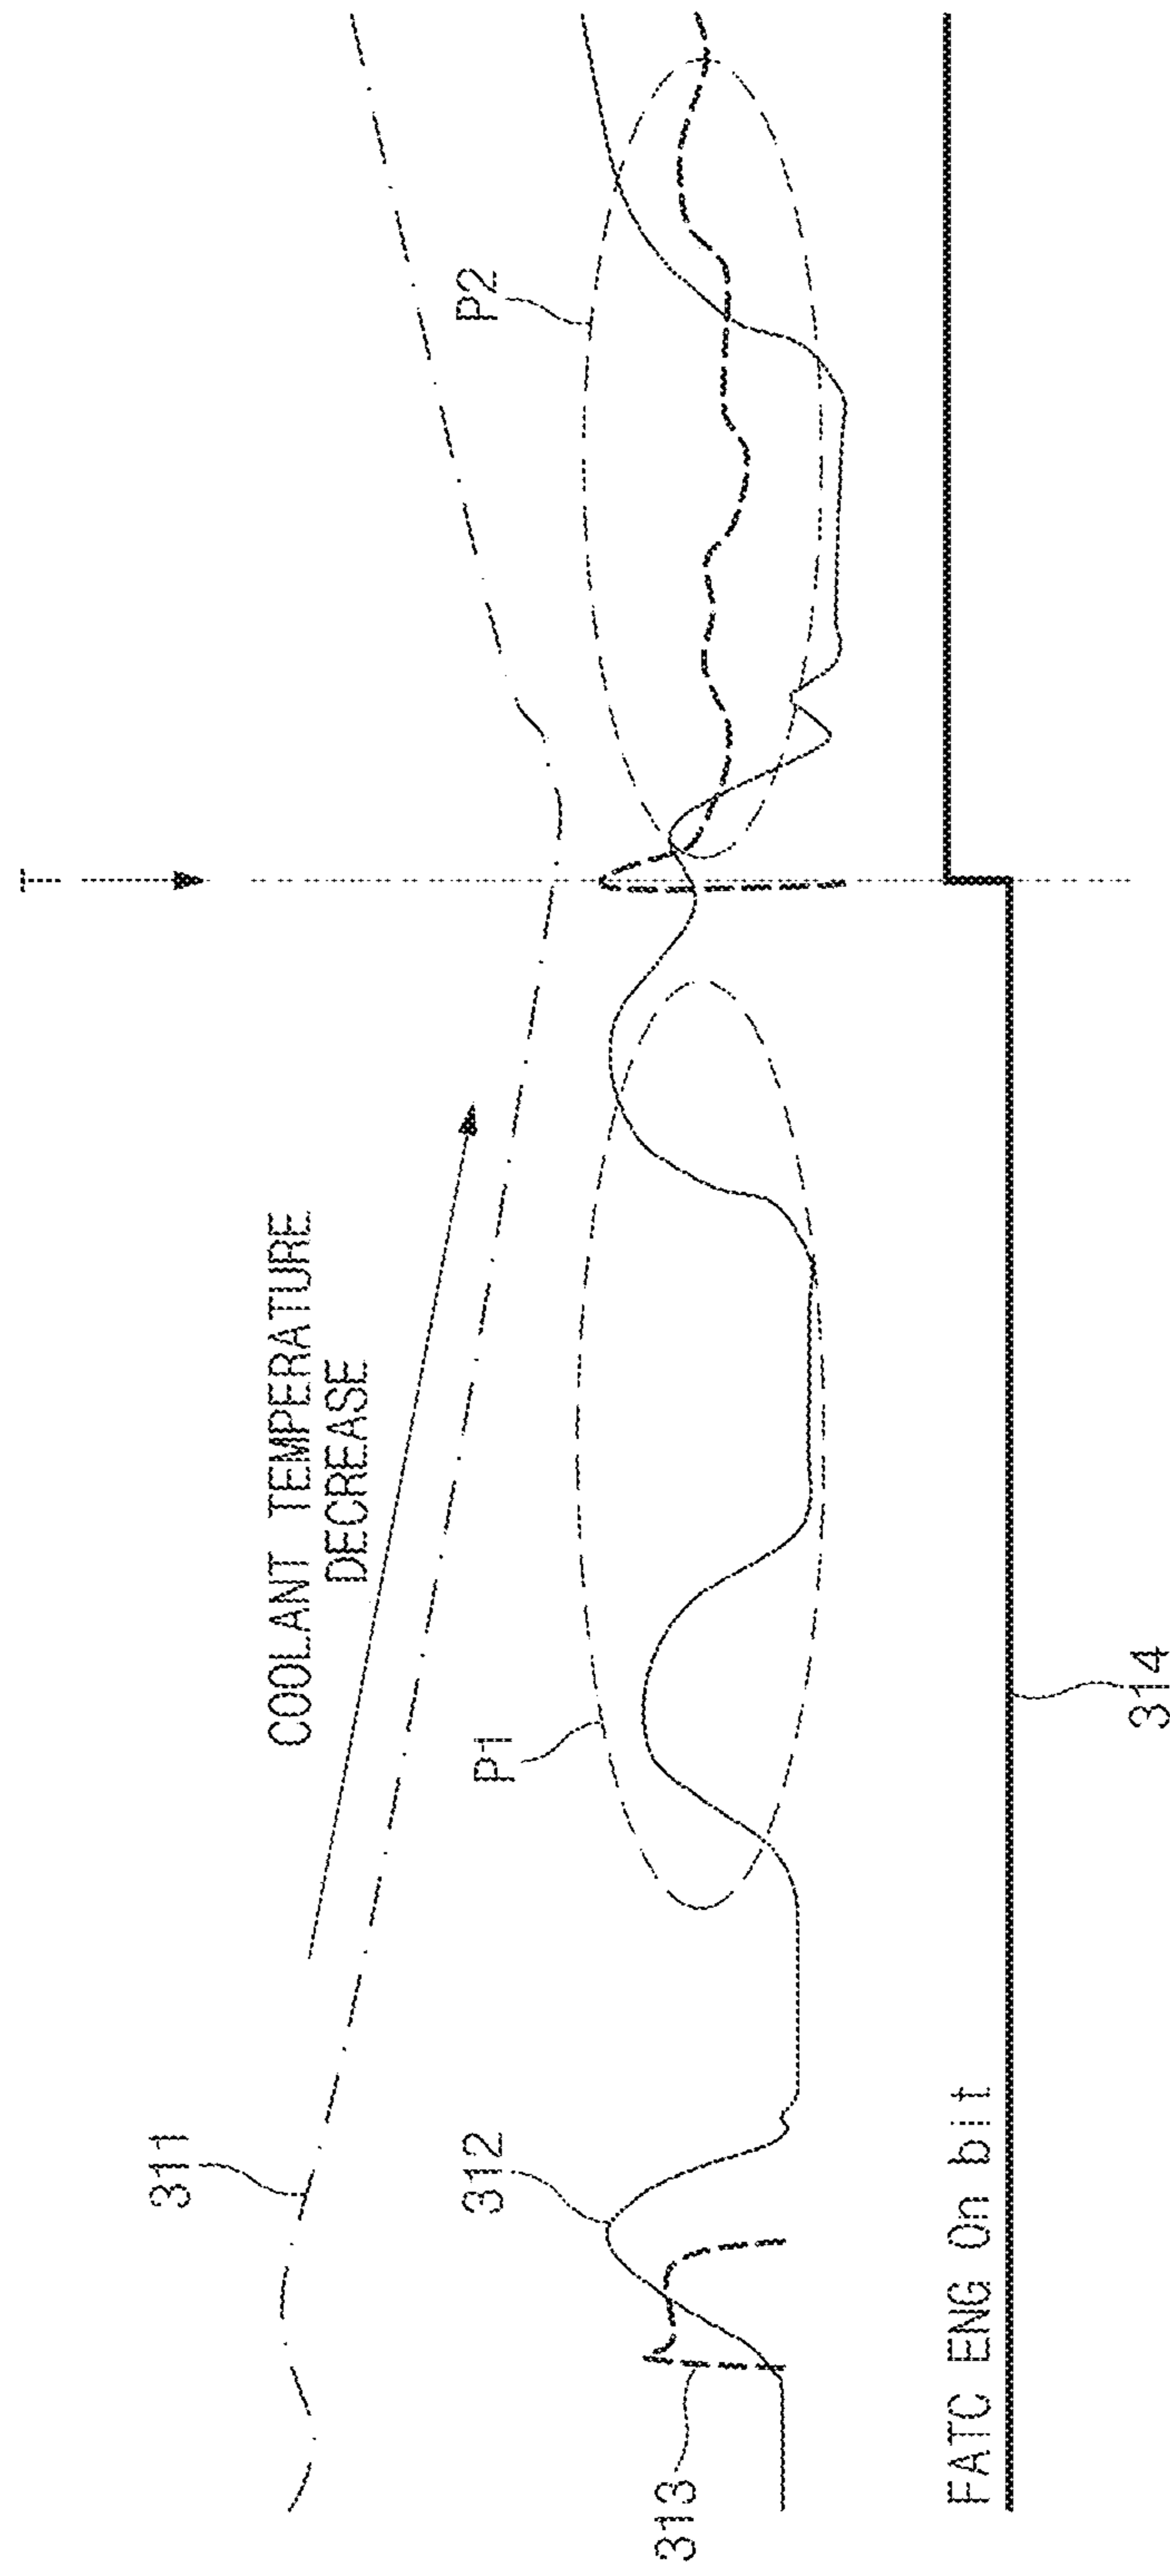 T
COOLANT TEMPERATURE
DECREASE
311
312
P1
P2
313
FATC ENG On bit
314